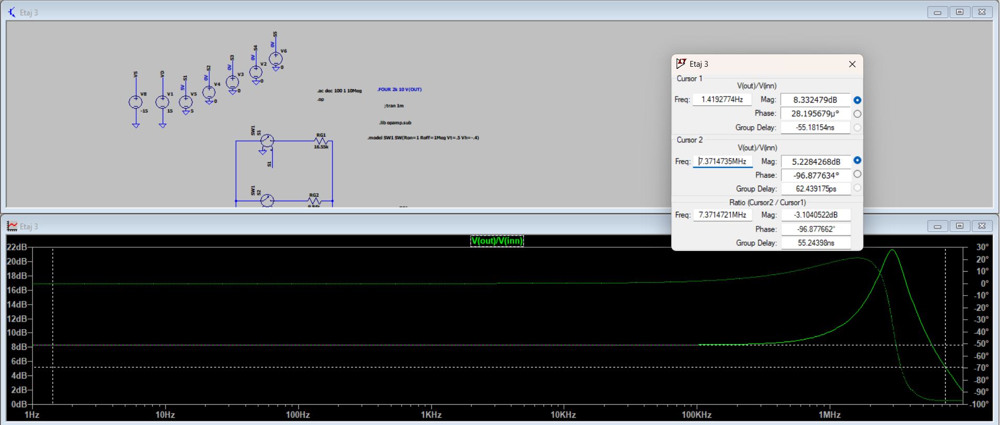 Etaj 3
S5
0V
V6
0
S4
0V
V2
0
S3
0V
V3
0
S2
0V
V4
0
S1
5V
V5
5
VD
V1
15
VS
V8
-15
.ac dec 100 1 10Meg
.FOUR 2k 10 V(OUT)
.op
;tran 1m
.lib opamp.sub
.model SW1 SW(Ron=1 Roff=1Meg Vt=.5 Vh=-.4)
SW1
S1
RG1
16.55k
S1
SW1
S2
RG2
Etaj 3
Cursor 1
V(out)/V(inn)
Freq: 1.4192774Hz Mag: 8.332479dB
Phase: 28.195679µ°
Group Delay: -55.18154ns
Cursor 2
V(out)/V(inn)
Freq: 7.3714735MHz Mag: 5.2284268dB
Phase: -96.877634°
Group Delay: 62.439175ps
Ratio (Cursor2 / Cursor1)
Freq: 7.3714721MHz Mag: -3.1040522dB
Phase: -96.877662°
Group Delay: 55.24398ns
Etaj 3
V(out)/V(inn)
22dB 30°
20dB 20°
18dB 10°
16dB 0°
14dB -10°
12dB -20°
10dB -30°
8dB -40°
6dB -50°
4dB -60°
2dB -70°
0dB -80°
-90°
-100°
1Hz 10Hz 100Hz 1KHz 10KHz 100KHz 1MHz